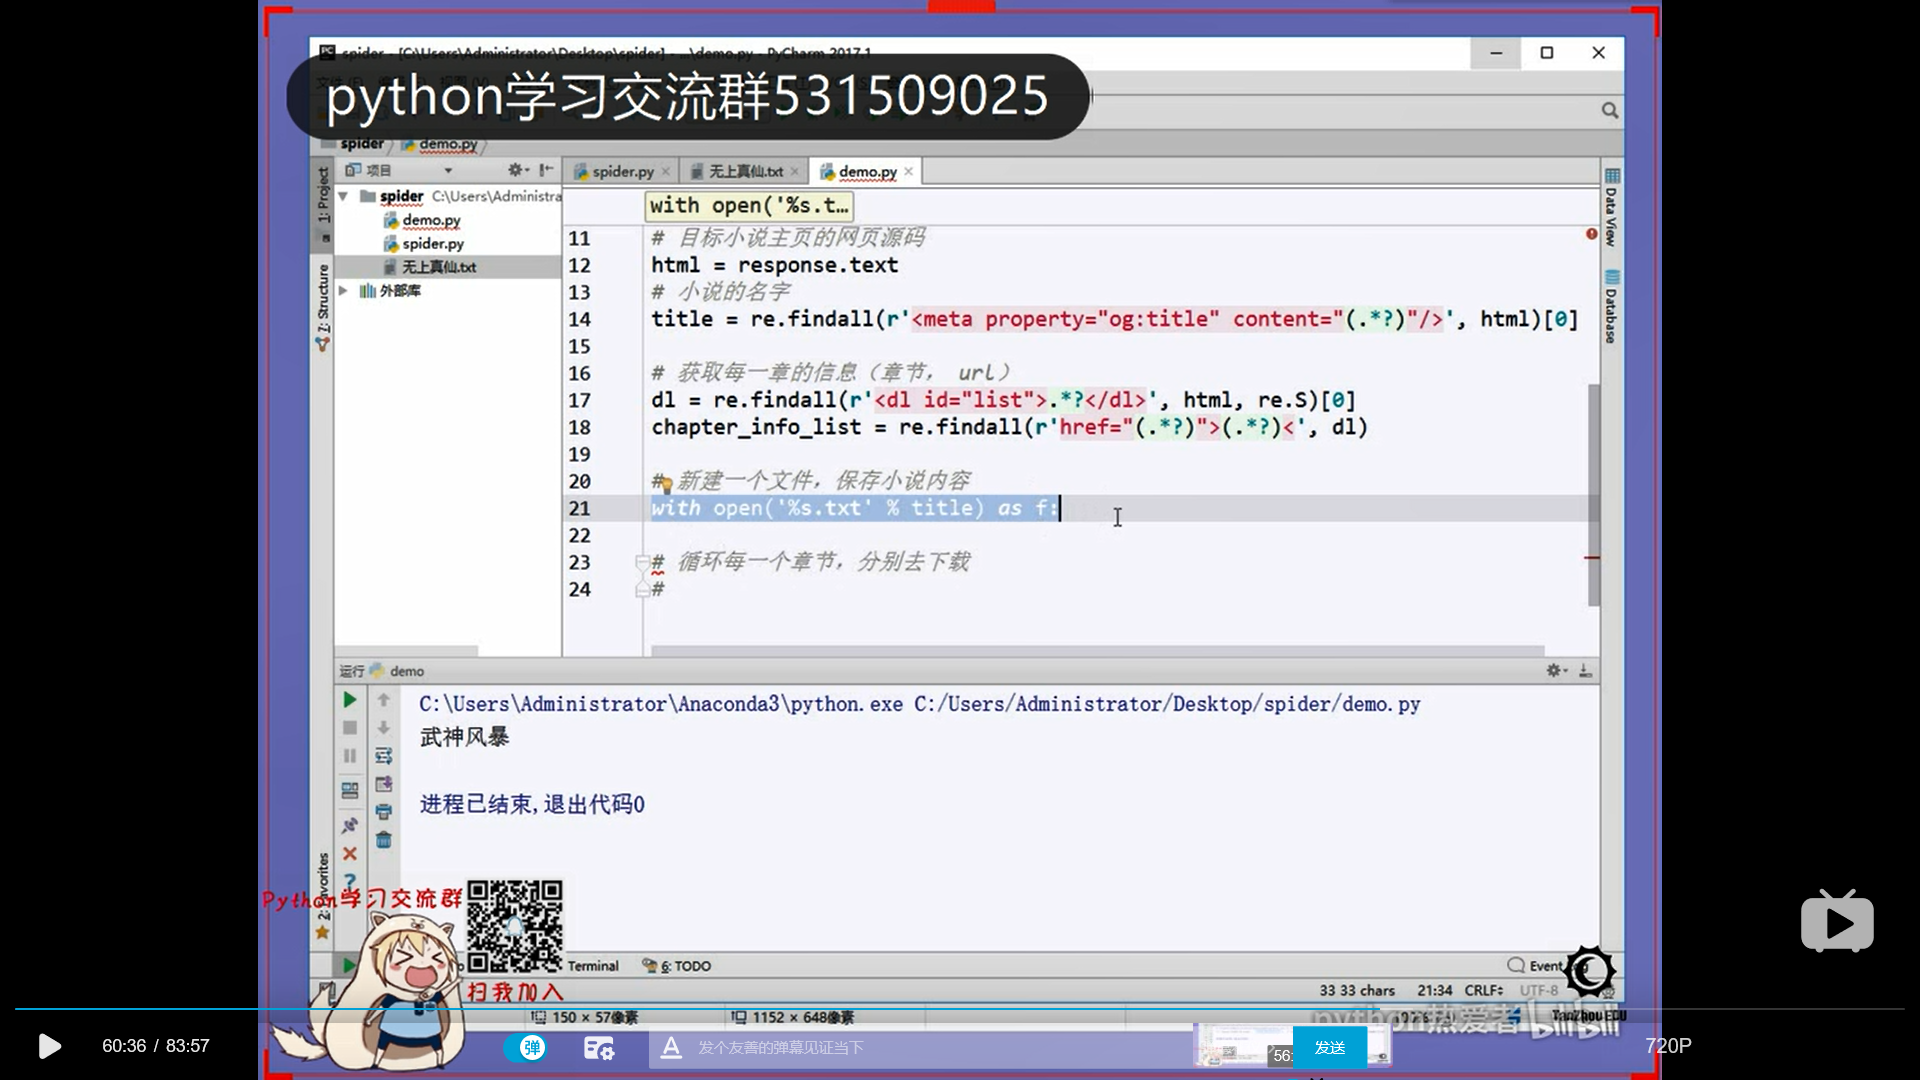 spider - [C:\Users\Administrator\Desktop\spider] - ...\demo.py - PyCharm 2017.1
python学习交流群531509025
spider
demo.py
项目
spider.py
无上真仙.txt
demo.py
1: Project
7: Structure
2: Favorites
spider C:\Users\Administra
demo.py
spider.py
无上真仙.txt
外部库
Data View
Database
with open('%s.t…
11 # 目标小说主页的网页源码
12 html = response.text
13 # 小说的名字
14 title = re.findall(r'<meta property="og:title" content="(.*?)"/>', html)[0]
15
16 # 获取每一章的信息（章节， url）
17 dl = re.findall(r'<dl id="list">.*?</dl>', html, re.S)[0]
18 chapter_info_list = re.findall(r'href="(.*?)">(.*?)<', dl)
19
20 # 新建一个文件，保存小说内容
21 with open('%s.txt' % title) as f:
22
23 # 循环每一个章节，分别去下载
24 #
运行 demo
C:\Users\Administrator\Anaconda3\python.exe C:/Users/Administrator/Desktop/spider/demo.py
武神风暴
进程已结束,退出代码0
Python学习交流群
扫我加入
Terminal
6: TODO
Event
33 33 chars 21:34 CRLF UTF-8
150 × 57像素
1152 × 648像素
python热爱者 bilibili
TanZhou EDU
60:36 / 83:57
弹
发个友善的弹幕见证当下
56:
发送
720P